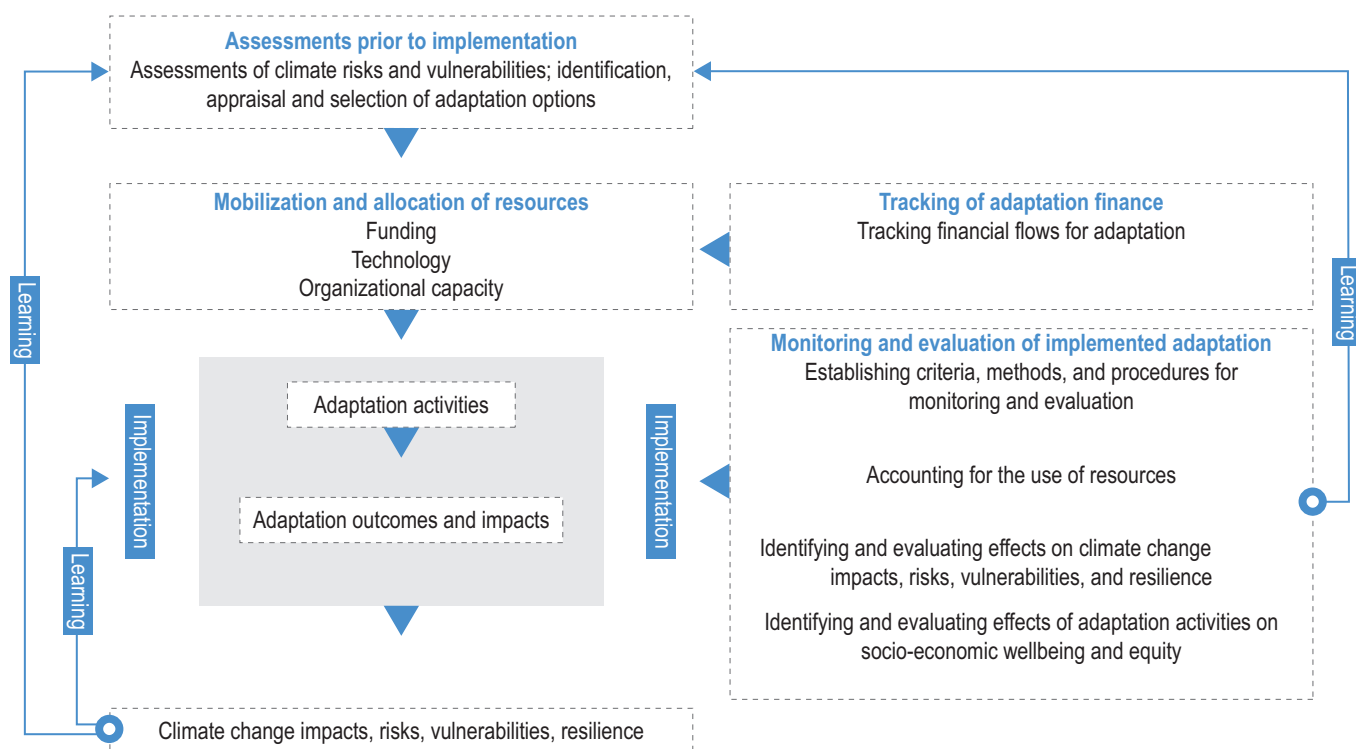 Assessments prior to implementation
Assessments of climate risks and vulnerabilities; identification,
appraisal and selection of adaptation options
Mobilization and allocation of resources
Funding
Technology
Organizational capacity
Tracking of adaptation finance
Tracking financial flows for adaptation
Learning
Learning
Monitoring and evaluation of implemented adaptation
Establishing criteria, methods, and procedures for
monitoring and evaluation
Accounting for the use of resources
Identifying and evaluating effects on climate change
impacts, risks, vulnerabilities, and resilience
Identifying and evaluating effects of adaptation activities on
socio-economic wellbeing and equity
Implementation
Adaptation activities
Adaptation outcomes and impacts
Implementation
Learning
Climate change impacts, risks, vulnerabilities, resilience